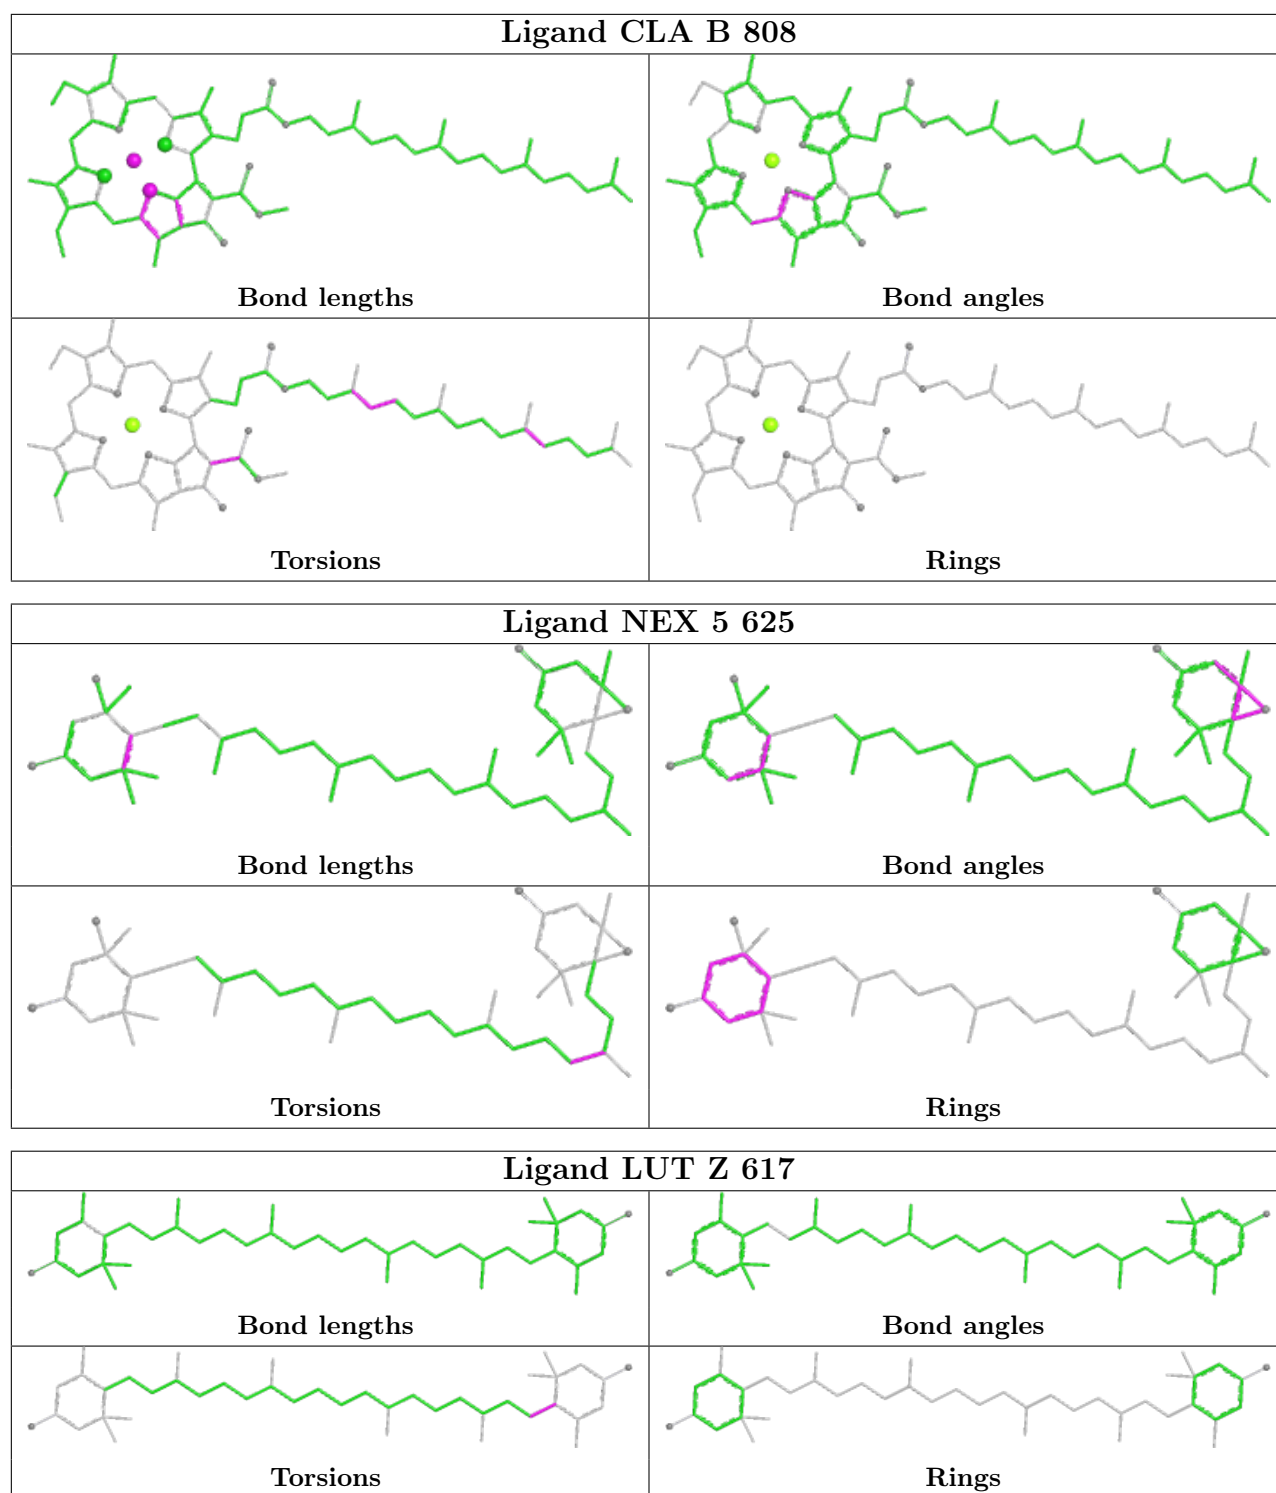 Ligand CLA B 808
Bond lengths
Bond angles
Torsions
Rings
Ligand NEX 5 625
Bond lengths
Bond angles
Torsions
Rings
Ligand LUT Z 617
Bond lengths
Bond angles
Torsions
Rings